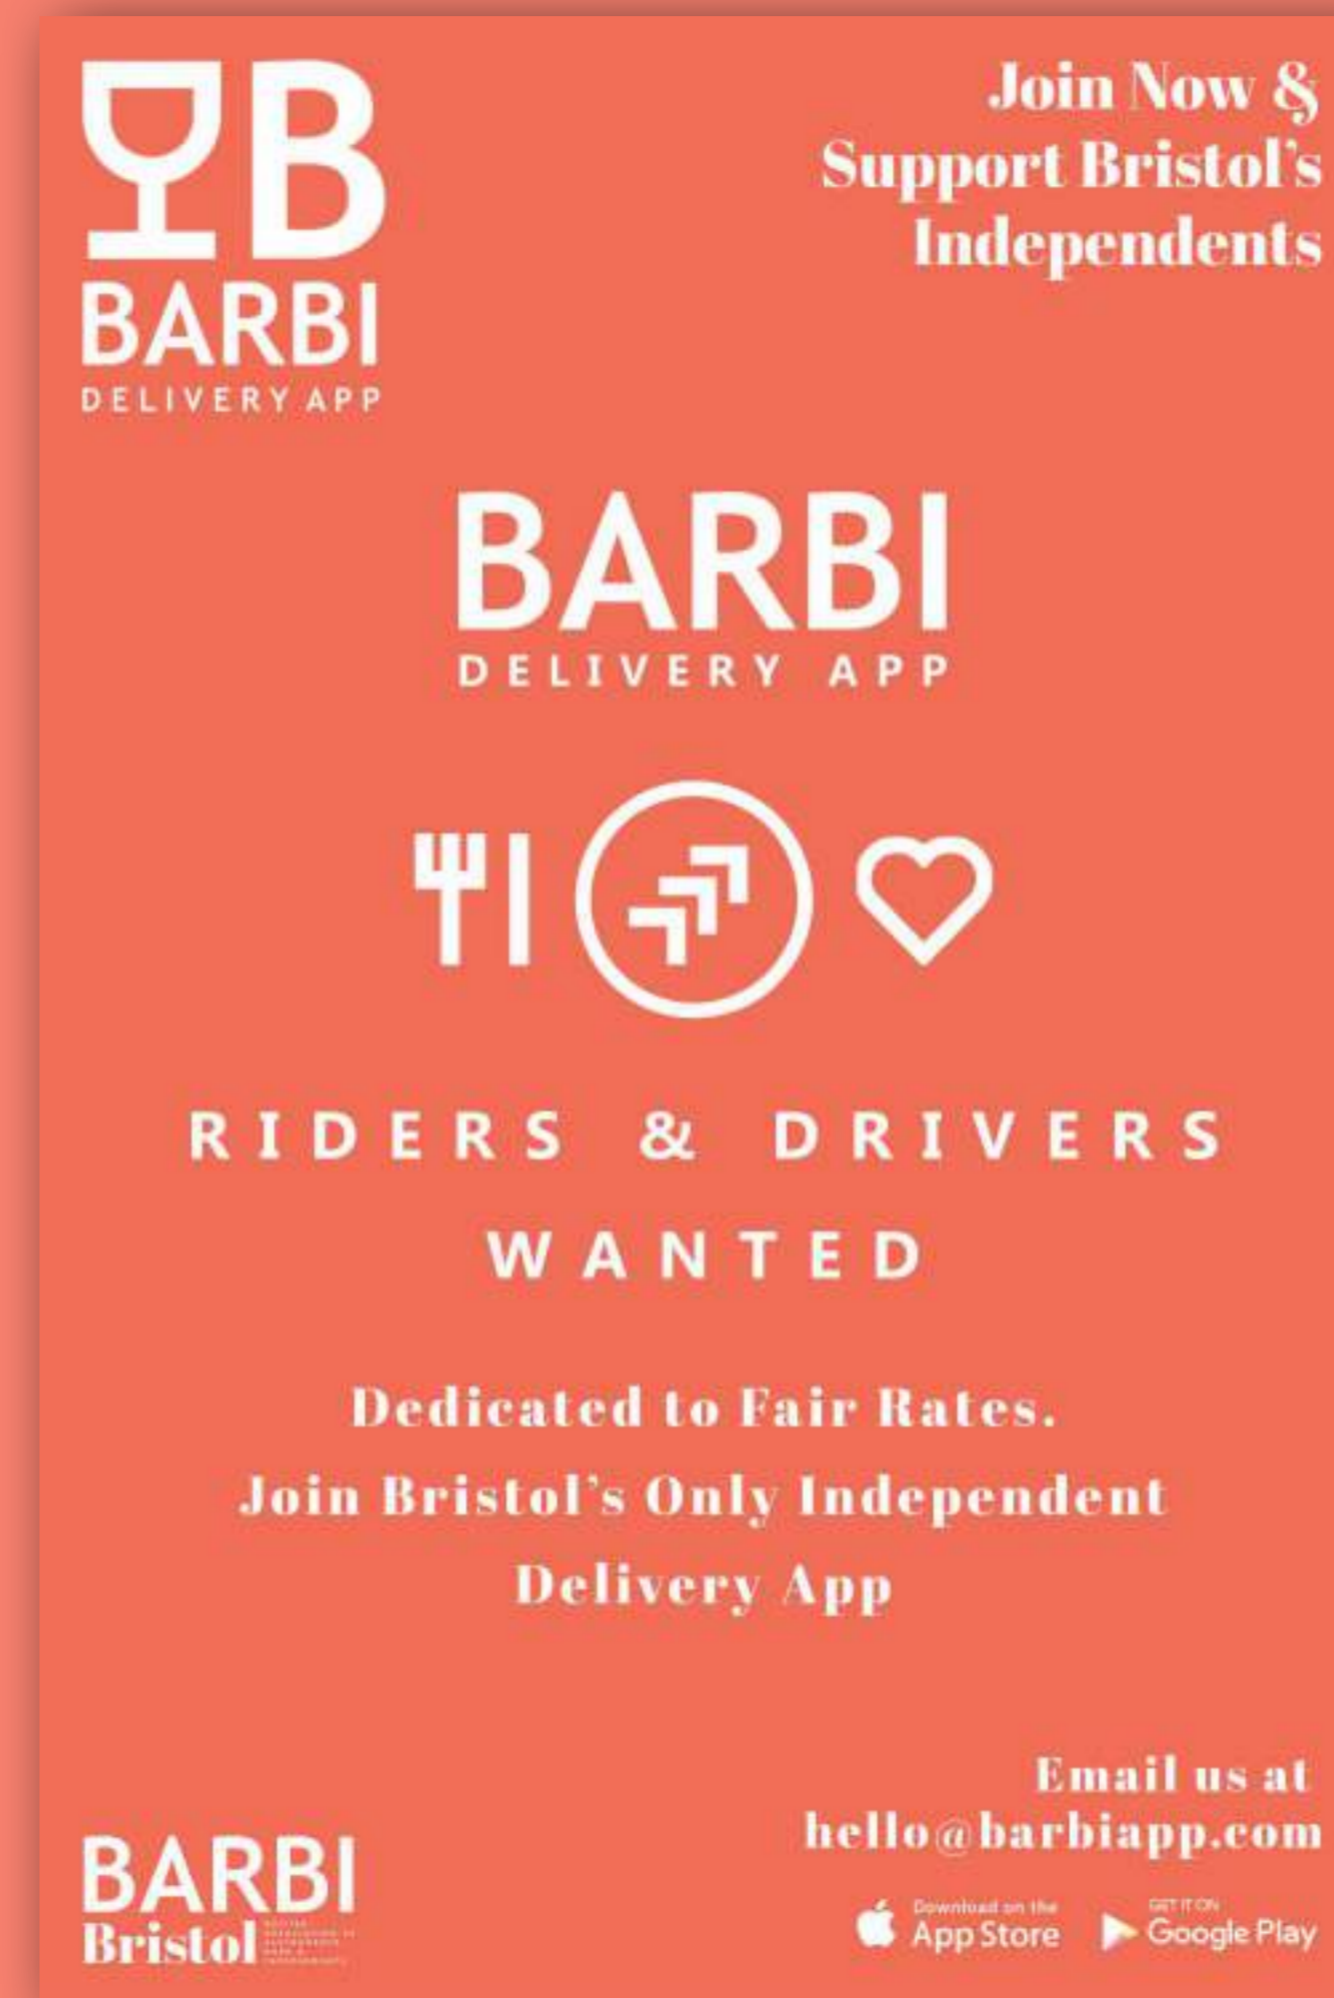 B
BARBI
DELIVERY APP
Join Now &
Support Bristol's
Independents
BARBI
DELIVERY APP
RIDERS & DRIVERS
WANTED
Dedicated to Fair Rates.
Join Bristol's Only Independent
Delivery App
Email us at
hello@barbiapp.com
BARBI
Bristol
Download on the
App Store
GET IT ON
Google Play